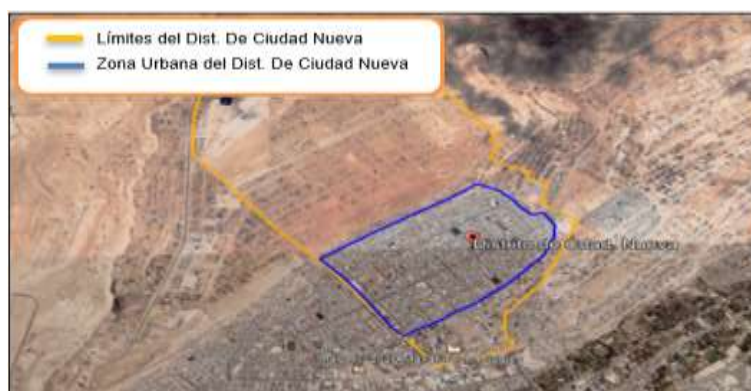 Límites del Dist. De Ciudad Nueva
Zona Urbana del Dist. De Ciudad Nueva
Distrito de Ciudad Nueva